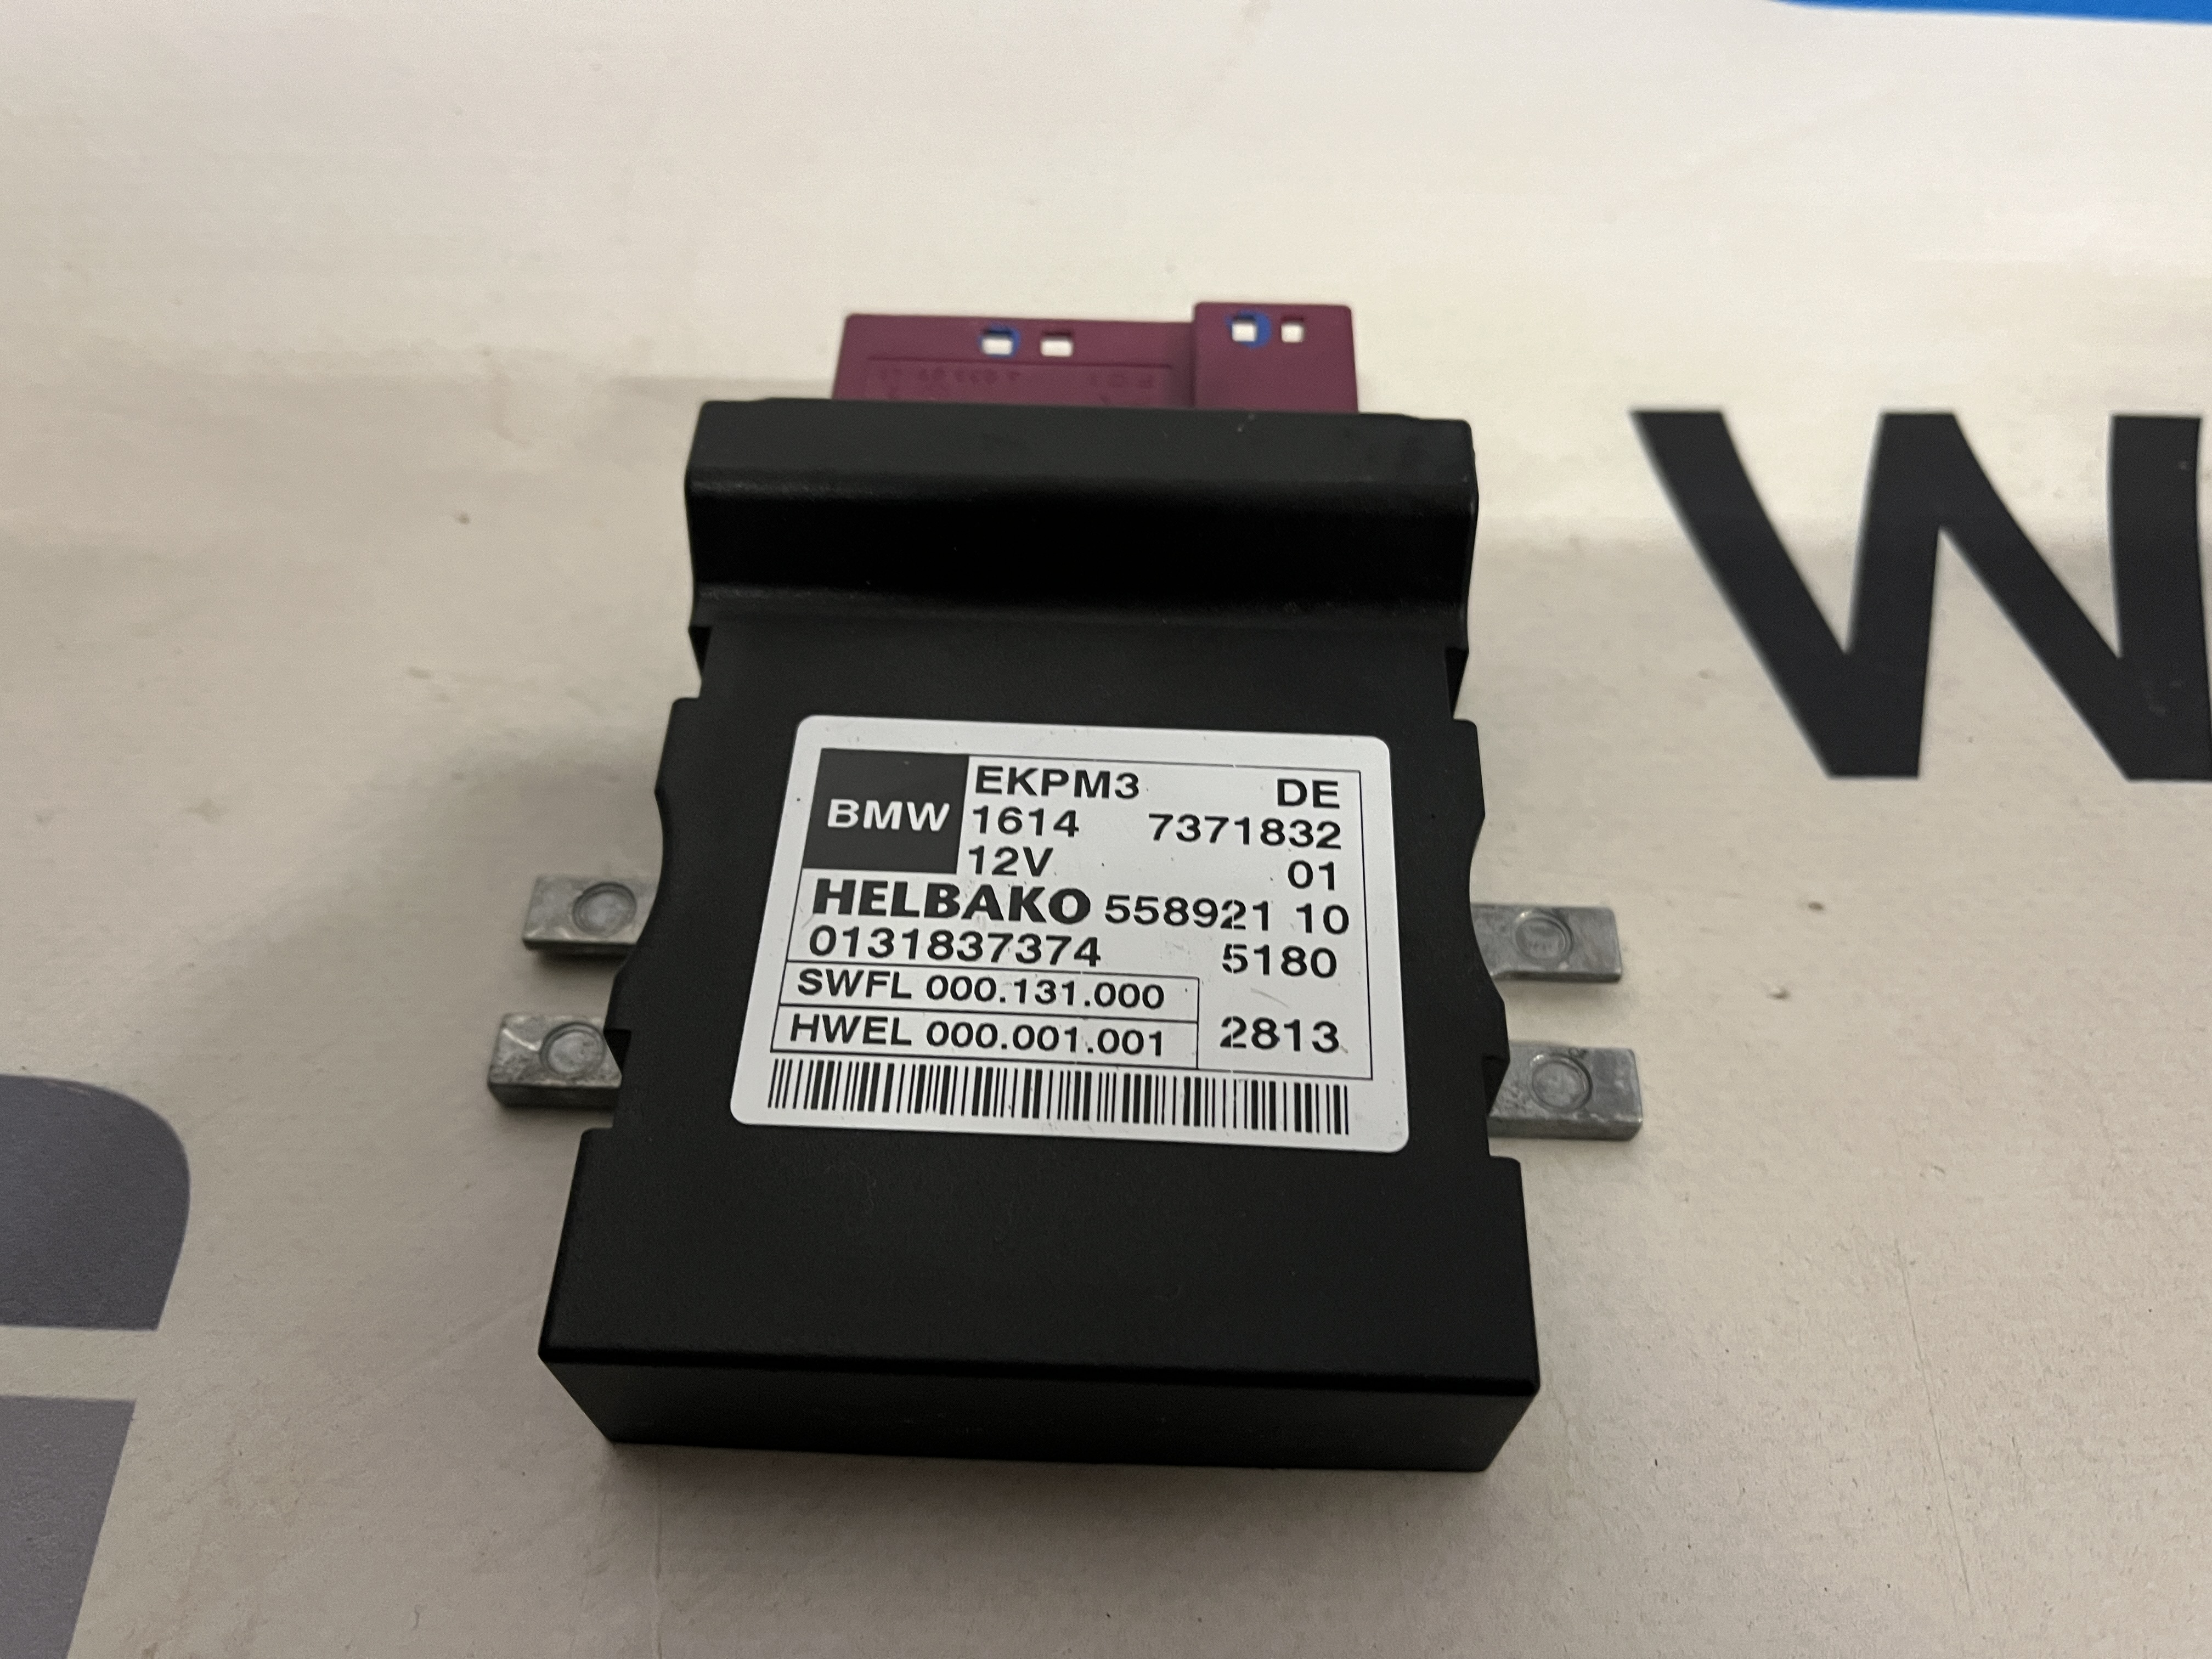 BMW
EKPM3 DE
1614 7371832
12V 01
HELBAKO 558921 10
0131837374 5180
SWFL 000.131.000
HWEL 000.001.001
2813
W